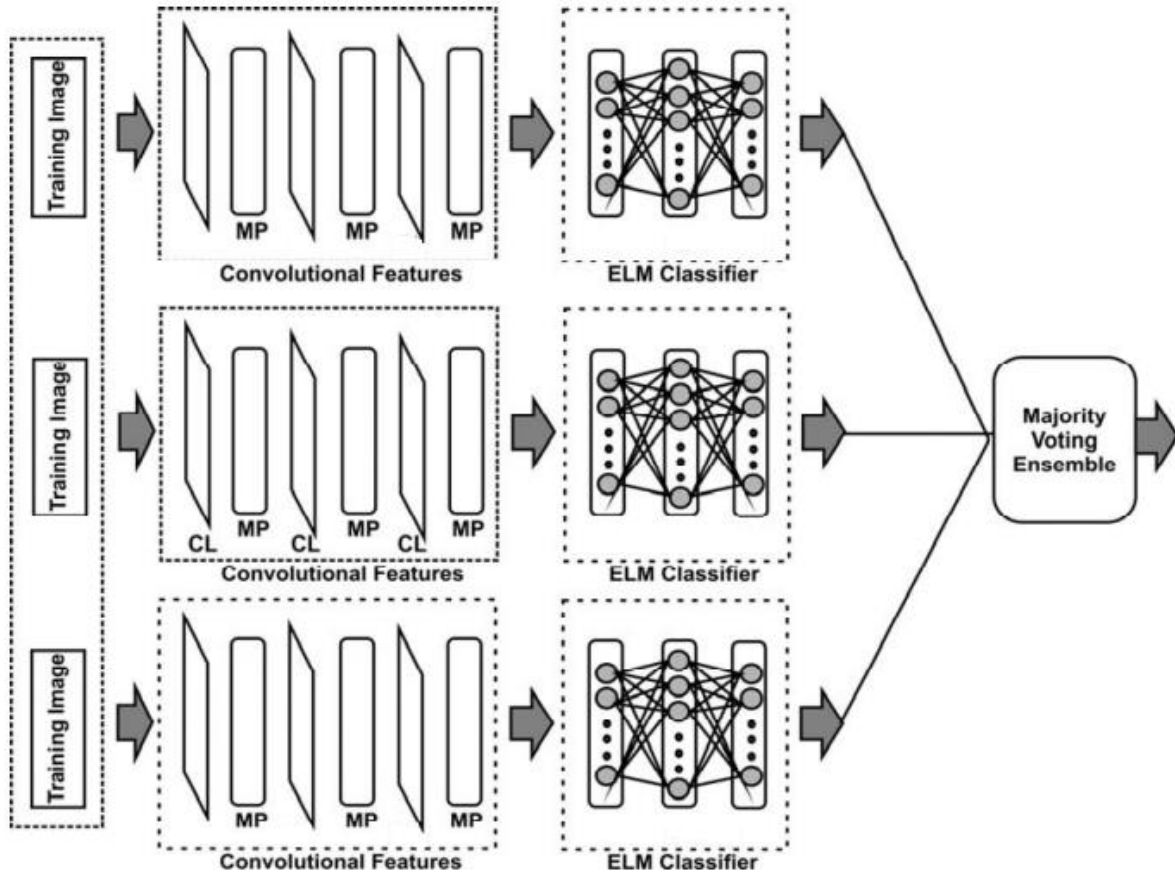 Training Image
MP MP MP
Convolutional Features
ELM Classifier
Training Image
CL MP CL MP CL MP
Convolutional Features
ELM Classifier
Majority
Voting
Ensemble
Training Image
MP MP MP
Convolutional Features
ELM Classifier